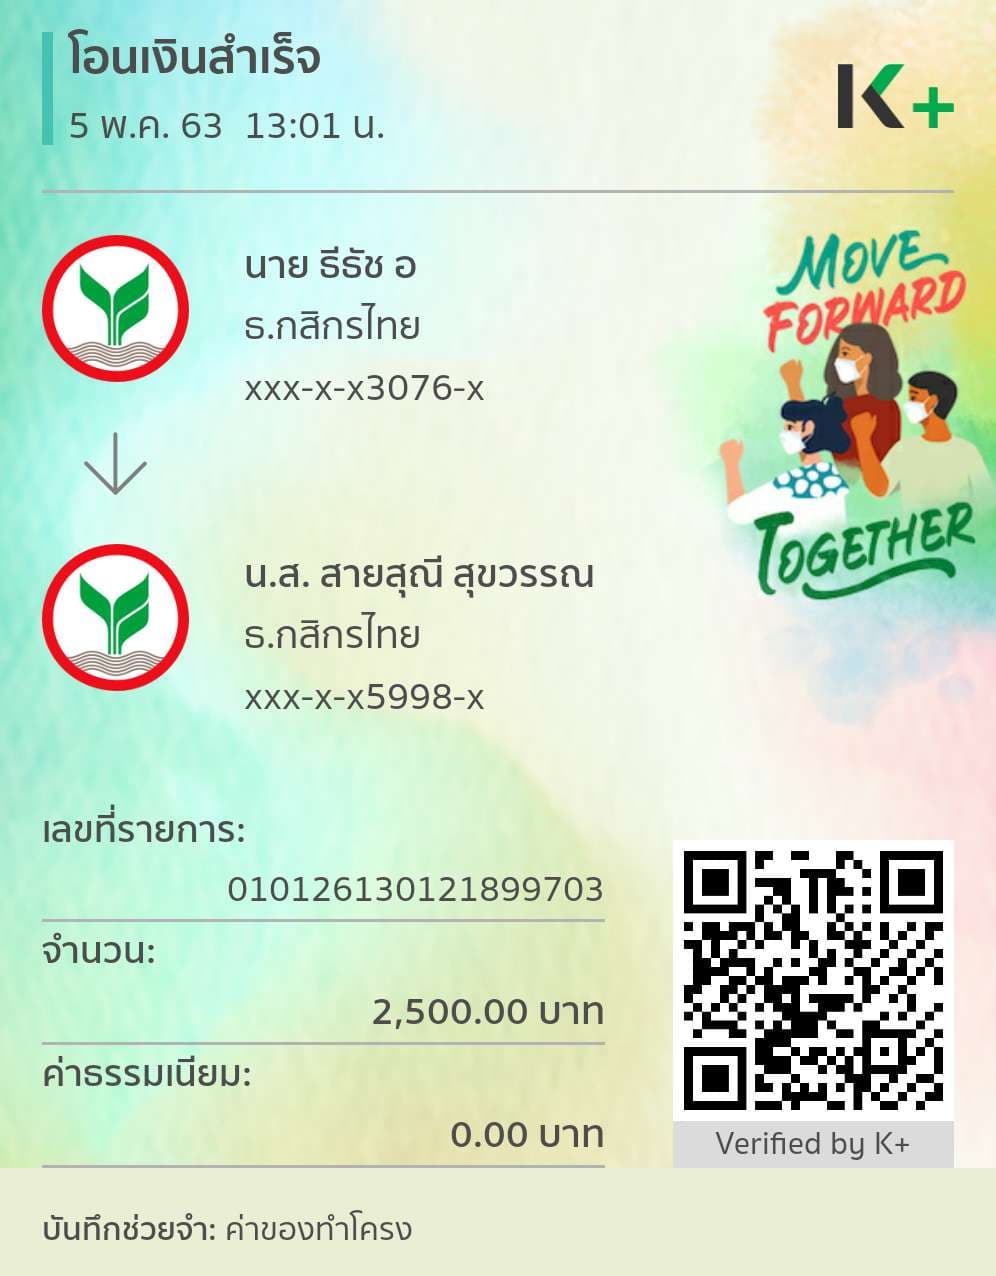 โอนเงินสำเร็จ
5 พ.ค. 63 13:01 น.
K+
นาย ธีธัช อ
ธ.กสิกรไทย
xxx-x-x3076-x
MOVE
FORWARD
TOGETHER
น.ส. สายสุณี สุขวรรณ
ธ.กสิกรไทย
xxx-x-x5998-x
เลขที่รายการ:
010126130121899703
จำนวน:
2,500.00 บาท
ค่าธรรมเนียม:
0.00 บาท
Verified by K+
บันทึกช่วยจำ: ค่าของทำโครง